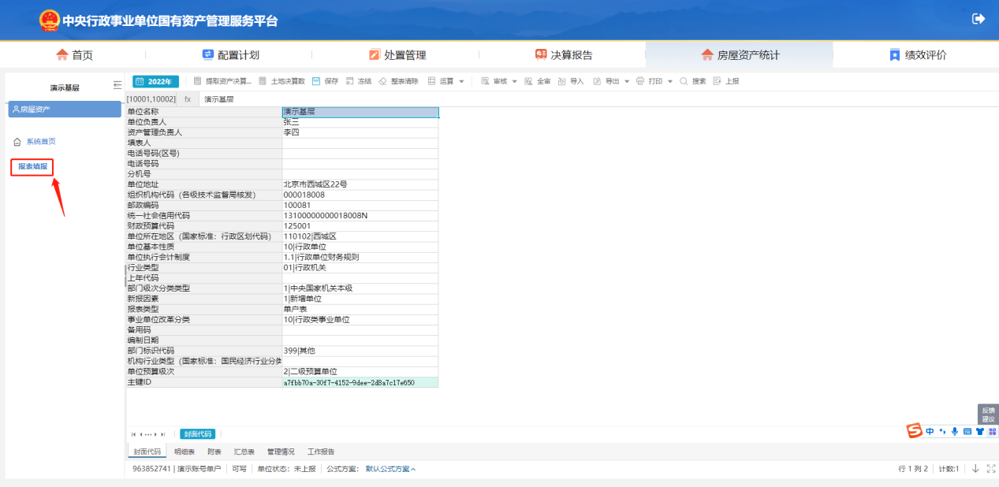 中央行政事业单位国有资产管理服务平台
首页 配置计划 处置管理 决算报告 房屋资产统计 绩效评价
演示基层 2022年 提取资产决算... 土地决算数 保存 冻结 整表清除 运算 审核 全审 导入 导出 打印 搜索 上报
[10001,10002] fx 演示基层
房屋资产
系统首页
报表填报
单位名称 演示基层
单位负责人 张三
资产管理负责人 李四
填表人
电话号码(区号)
电话号码
分机号
单位地址 北京市西城区22号
组织机构代码（各级技术监督局核发） 000018008
邮政编码 100081
统一社会信用代码 13100000000018008N
财政预算代码 125001
单位所在地区（国家标准：行政区划代码） 110102|西城区
单位基本性质 10|行政单位
单位执行会计制度 1.1|行政单位财务规则
行业类型 01|行政机关
上年代码
部门级次分类类型 1|中央国家机关本级
新报因素 1|新增单位
报表类型 单户表
事业单位改革分类 10|行政类事业单位
备用码
编制日期
部门标识代码 399|其他
机构行业类型（国家标准：国民经济行业分类
单位预算级次 2|二级预算单位
主键ID a7fbb70a-30f7-4152-9dee-2d8a7c17e650
反馈
建议
中
封面代码
封面代码 明细表 附表 汇总表 管理情况 工作报告
963852741 | 演示账号单户 可写 单位状态：未上报 公式方案： 默认公式方案 行 1 列 2 计数:1